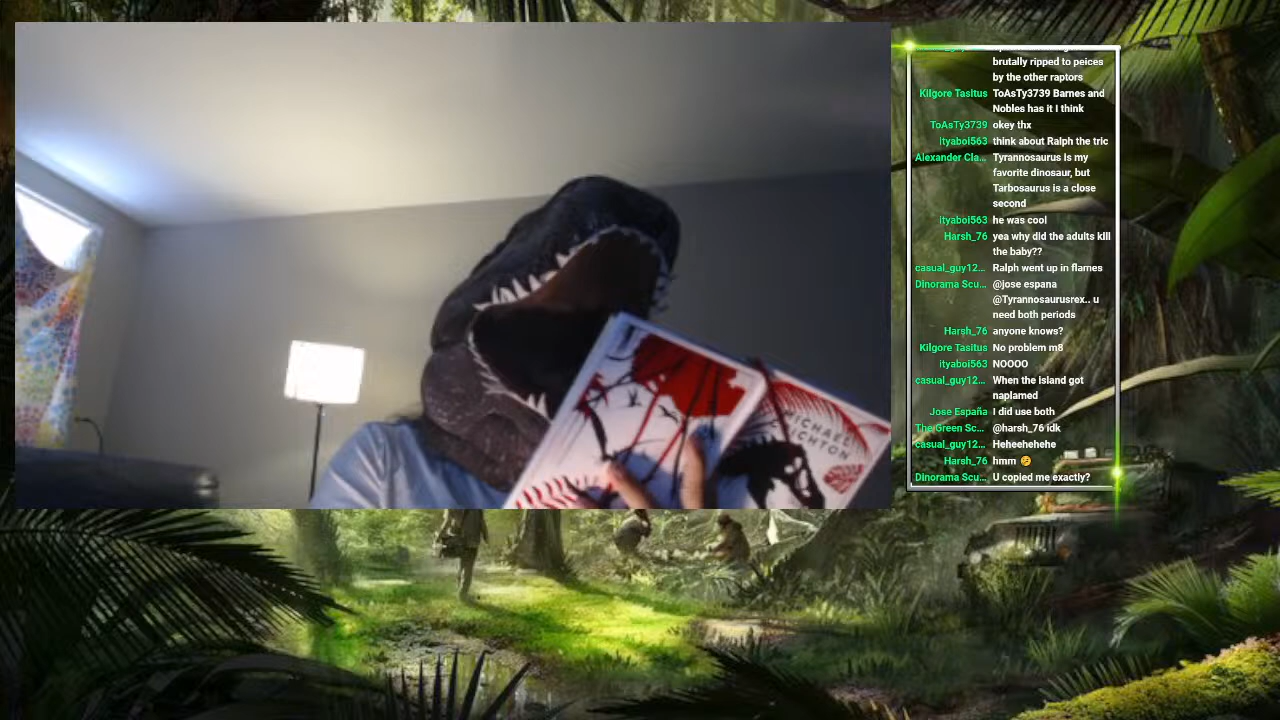 brutally ripped to peices
by the other raptors
Kilgore Tasitus ToAsTy3739 Barnes and
Nobles has it I think
ToAsTy3739 okey thx
ityaboi563 think about Ralph the tric
Alexander Cla... Tyrannosaurus is my
favorite dinosaur, but
Tarbosaurus is a close
second
ityaboi563 he was cool
Harsh_76 yea why did the adults kill
the baby??
casual_guy12... Ralph went up in flames
Dinorama Scu... @jose espana
@Tyrannosaurusrex.. u
need both periods
Harsh_76 anyone knows?
Kilgore Tasitus No problem m8
ityaboi563 NOOOO
casual_guy12... When the island got
naplamed
Jose España I did use both
The Green Sc... @harsh_76 idk
casual_guy12... Heheehehehe
Harsh_76 hmm 🤔
Dinorama Scu... U copied me exactly?
MICHAEL